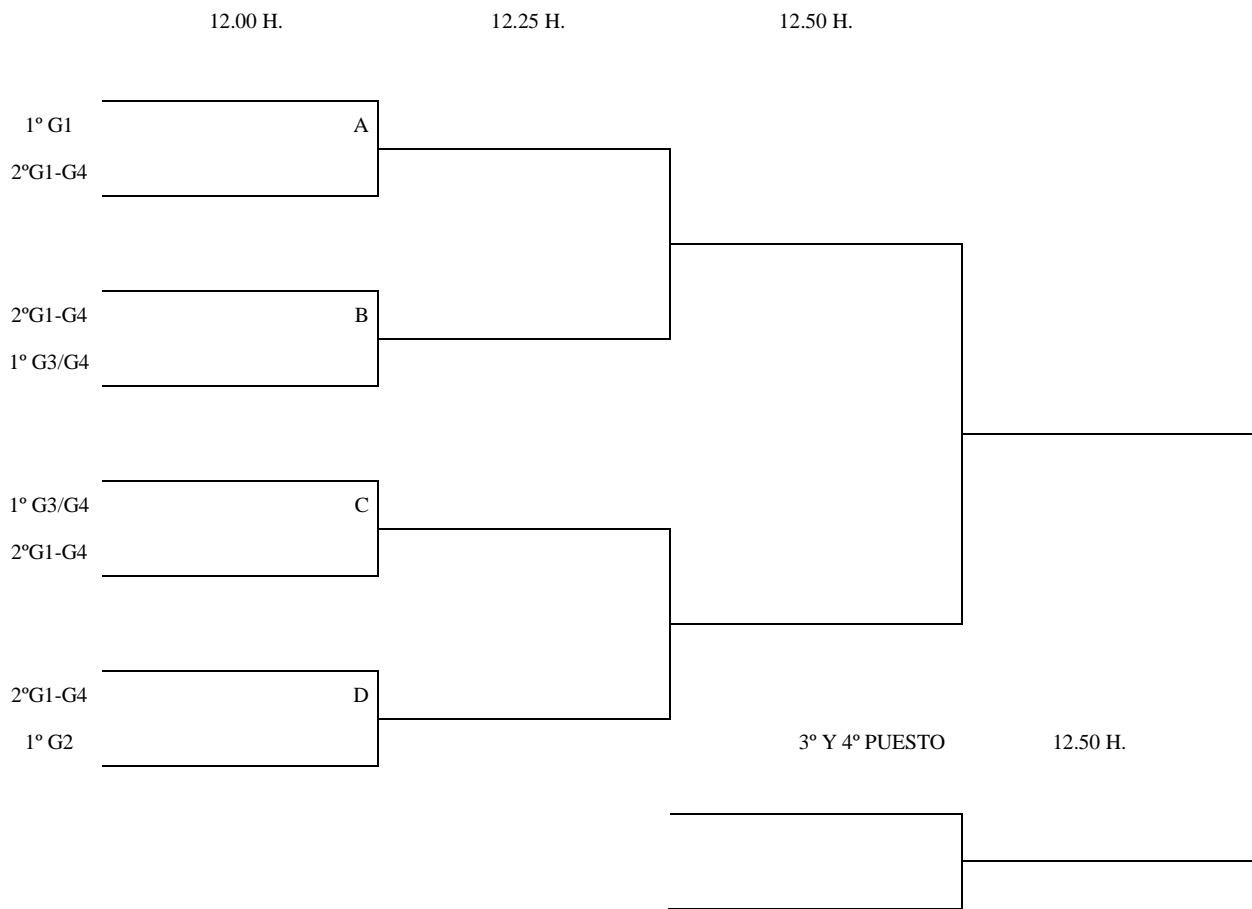 12.00 H. 12.25 H. 12.50 H.
1º G1 A
2ºG1-G4
2ºG1-G4 B
1º G3/G4
1º G3/G4 C
2ºG1-G4
2ºG1-G4 D
1º G2 3º Y 4º PUESTO 12.50 H.